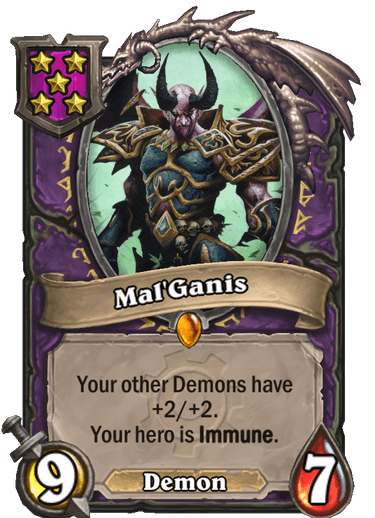 Mal'Ganis
Your other Demons have
+2/+2.
Your hero is Immune.
9
Demon
7